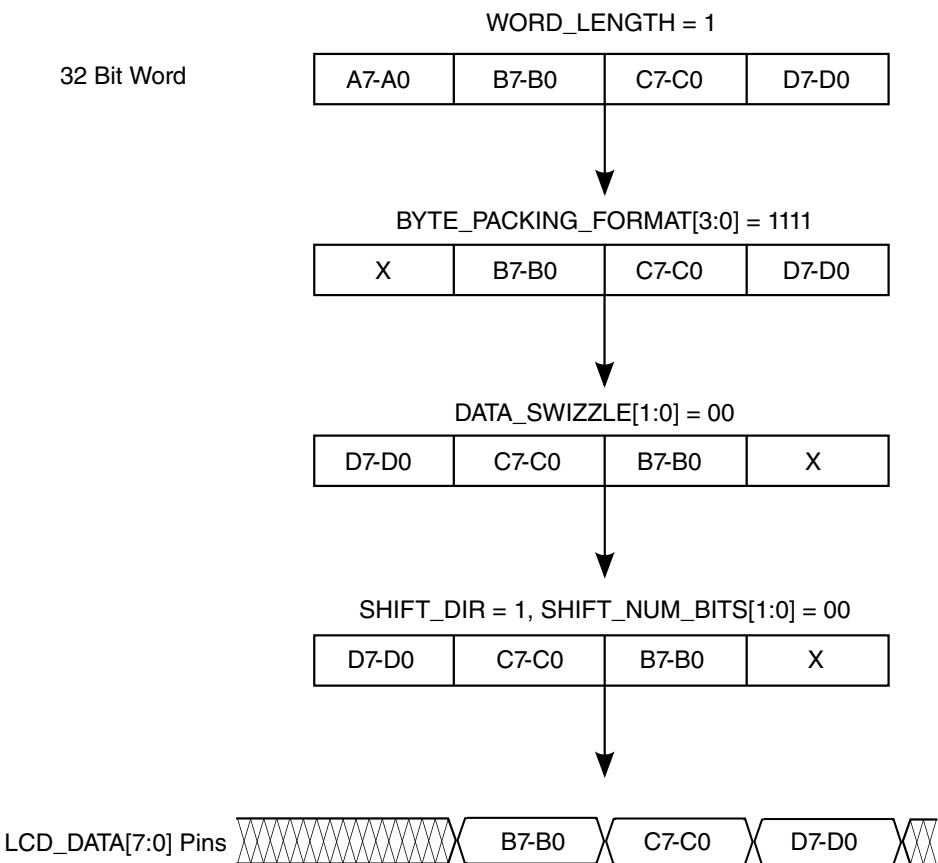 WORD_LENGTH = 1
32 Bit Word
A7-A0 B7-B0 C7-C0 D7-D0
BYTE_PACKING_FORMAT[3:0] = 1111
X B7-B0 C7-C0 D7-D0
DATA_SWIZZLE[1:0] = 00
D7-D0 C7-C0 B7-B0 X
SHIFT_DIR = 1, SHIFT_NUM_BITS[1:0] = 00
D7-D0 C7-C0 B7-B0 X
LCD_DATA[7:0] Pins B7-B0 C7-C0 D7-D0